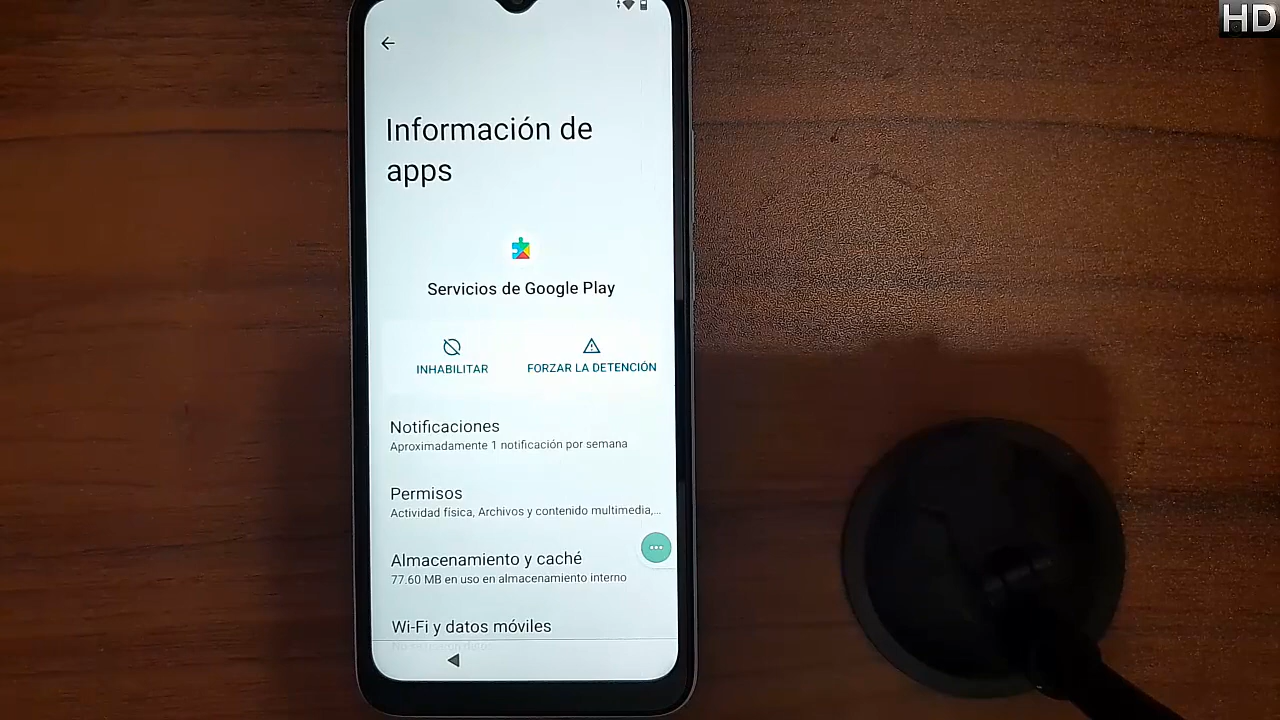 HD
Información de
apps
Servicios de Google Play
INHABILITAR
FORZAR LA DETENCIÓN
Notificaciones
Aproximadamente 1 notificación por semana
Permisos
Actividad física, Archivos y contenido multimedia,...
Almacenamiento y caché
77.60 MB en uso en almacenamiento interno
Wi-Fi y datos móviles